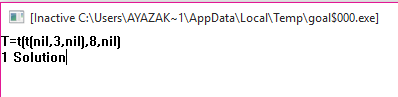 [Inactive C:\Users\AYAZAK~1\AppData\Local\Temp\goal$000.exe]
T=t(t(nil,3,nil),8,nil)
1 Solution